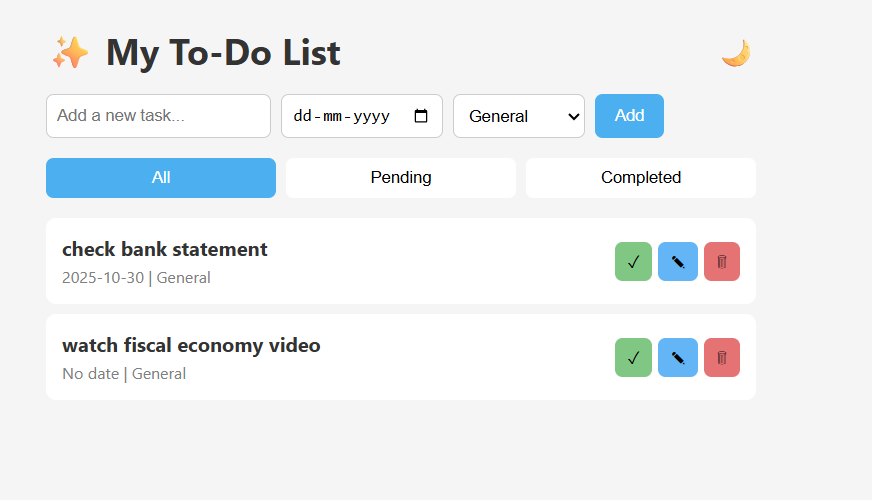 ✨ My To-Do List 🌙
Add a new task... dd-mm-yyyy General Add
All Pending Completed
check bank statement
2025-10-30 | General
watch fiscal economy video
No date | General